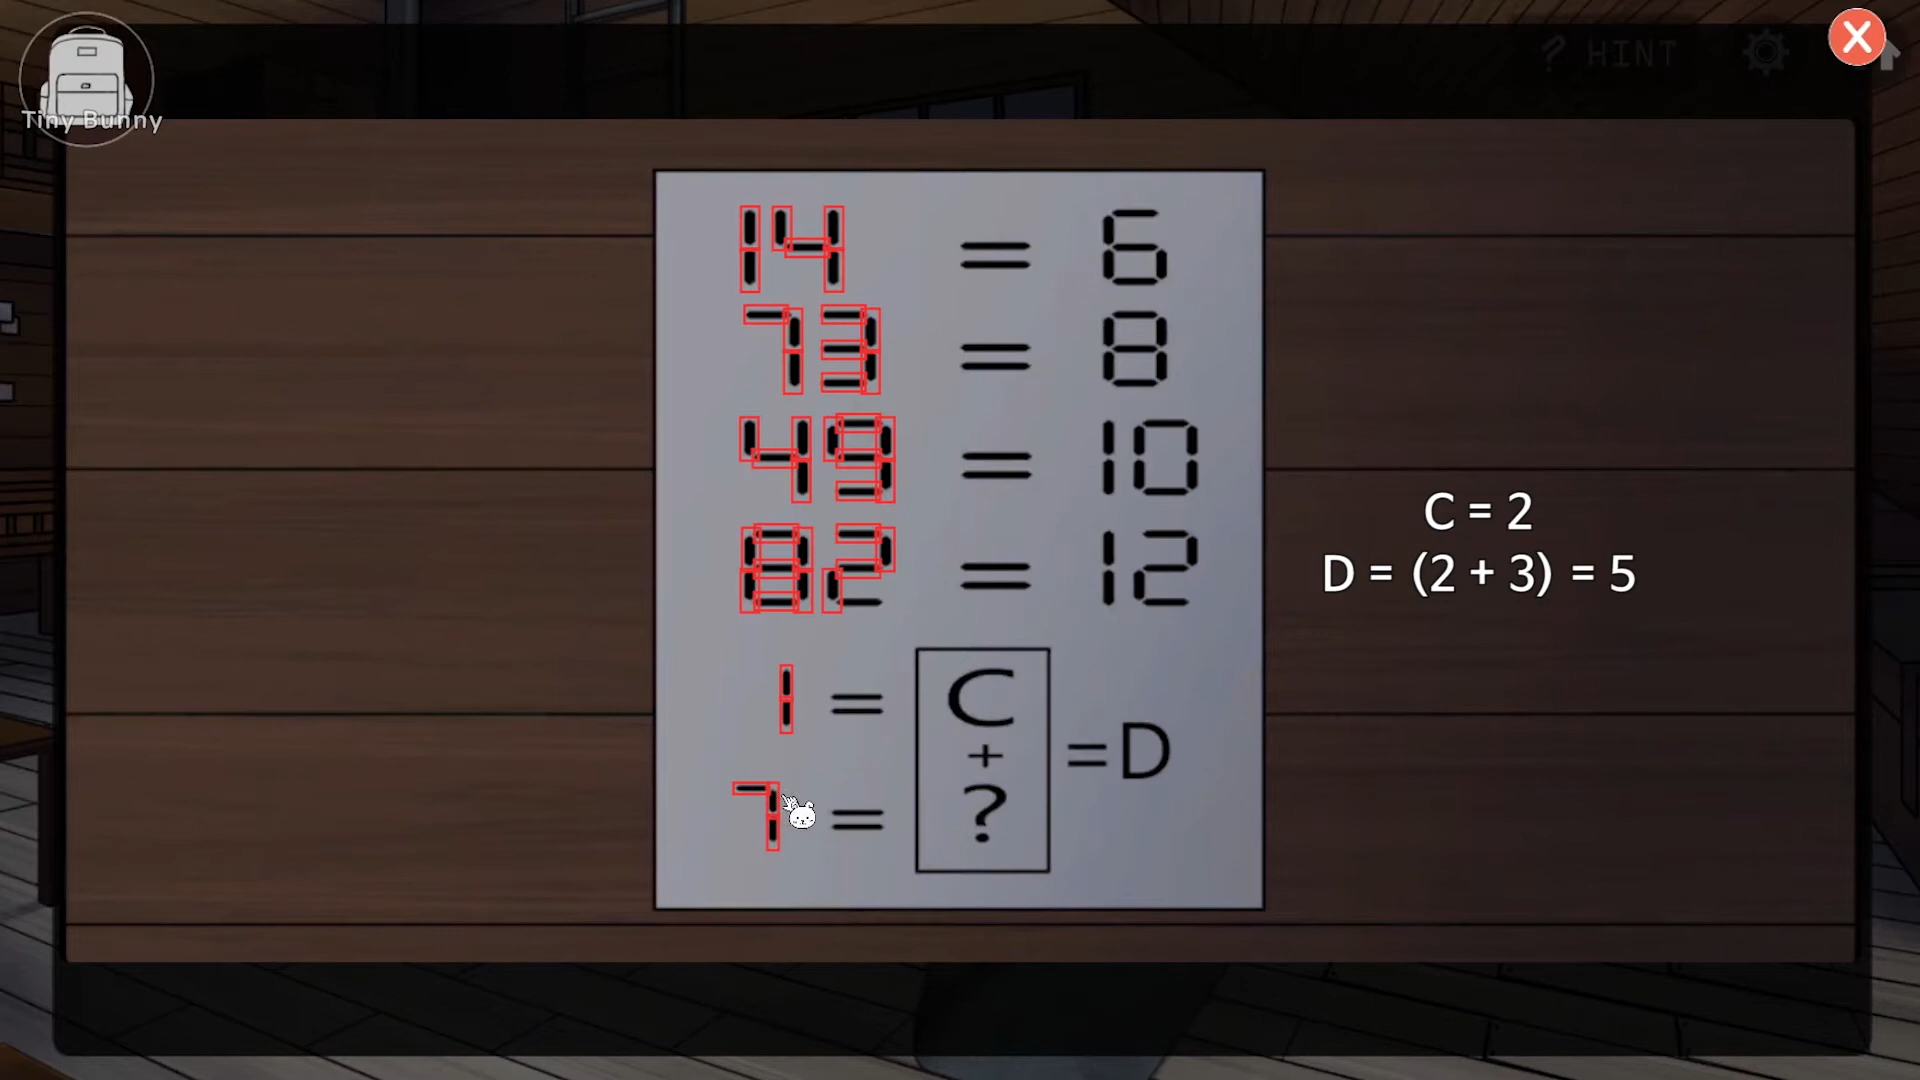 ? HINT
Tiny Bunny
14 = 6
73 = 8
49 = 10
82 = 12
1 = C
+
7 = ?
= D
C = 2
D = (2 + 3) = 5